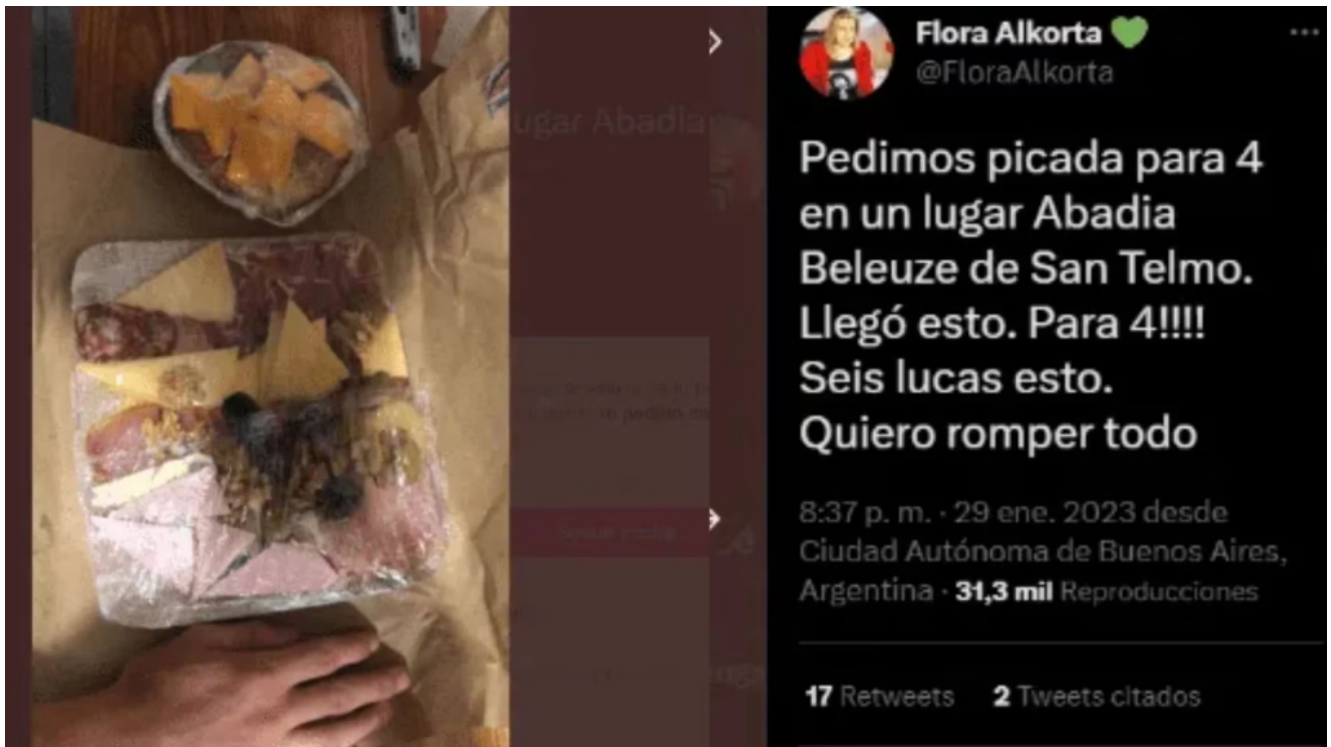 Flora Alkorta
@FloraAlkorta
Pedimos picada para 4
en un lugar Abadia
Beleuze de San Telmo.
Llegó esto. Para 4!!!!
Seis lucas esto.
Quiero romper todo
8:37 p. m. · 29 ene. 2023 desde
Ciudad Autónoma de Buenos Aires,
Argentina · 31,3 mil Reproducciones
17 Retweets 2 Tweets citados
lugar Abadia